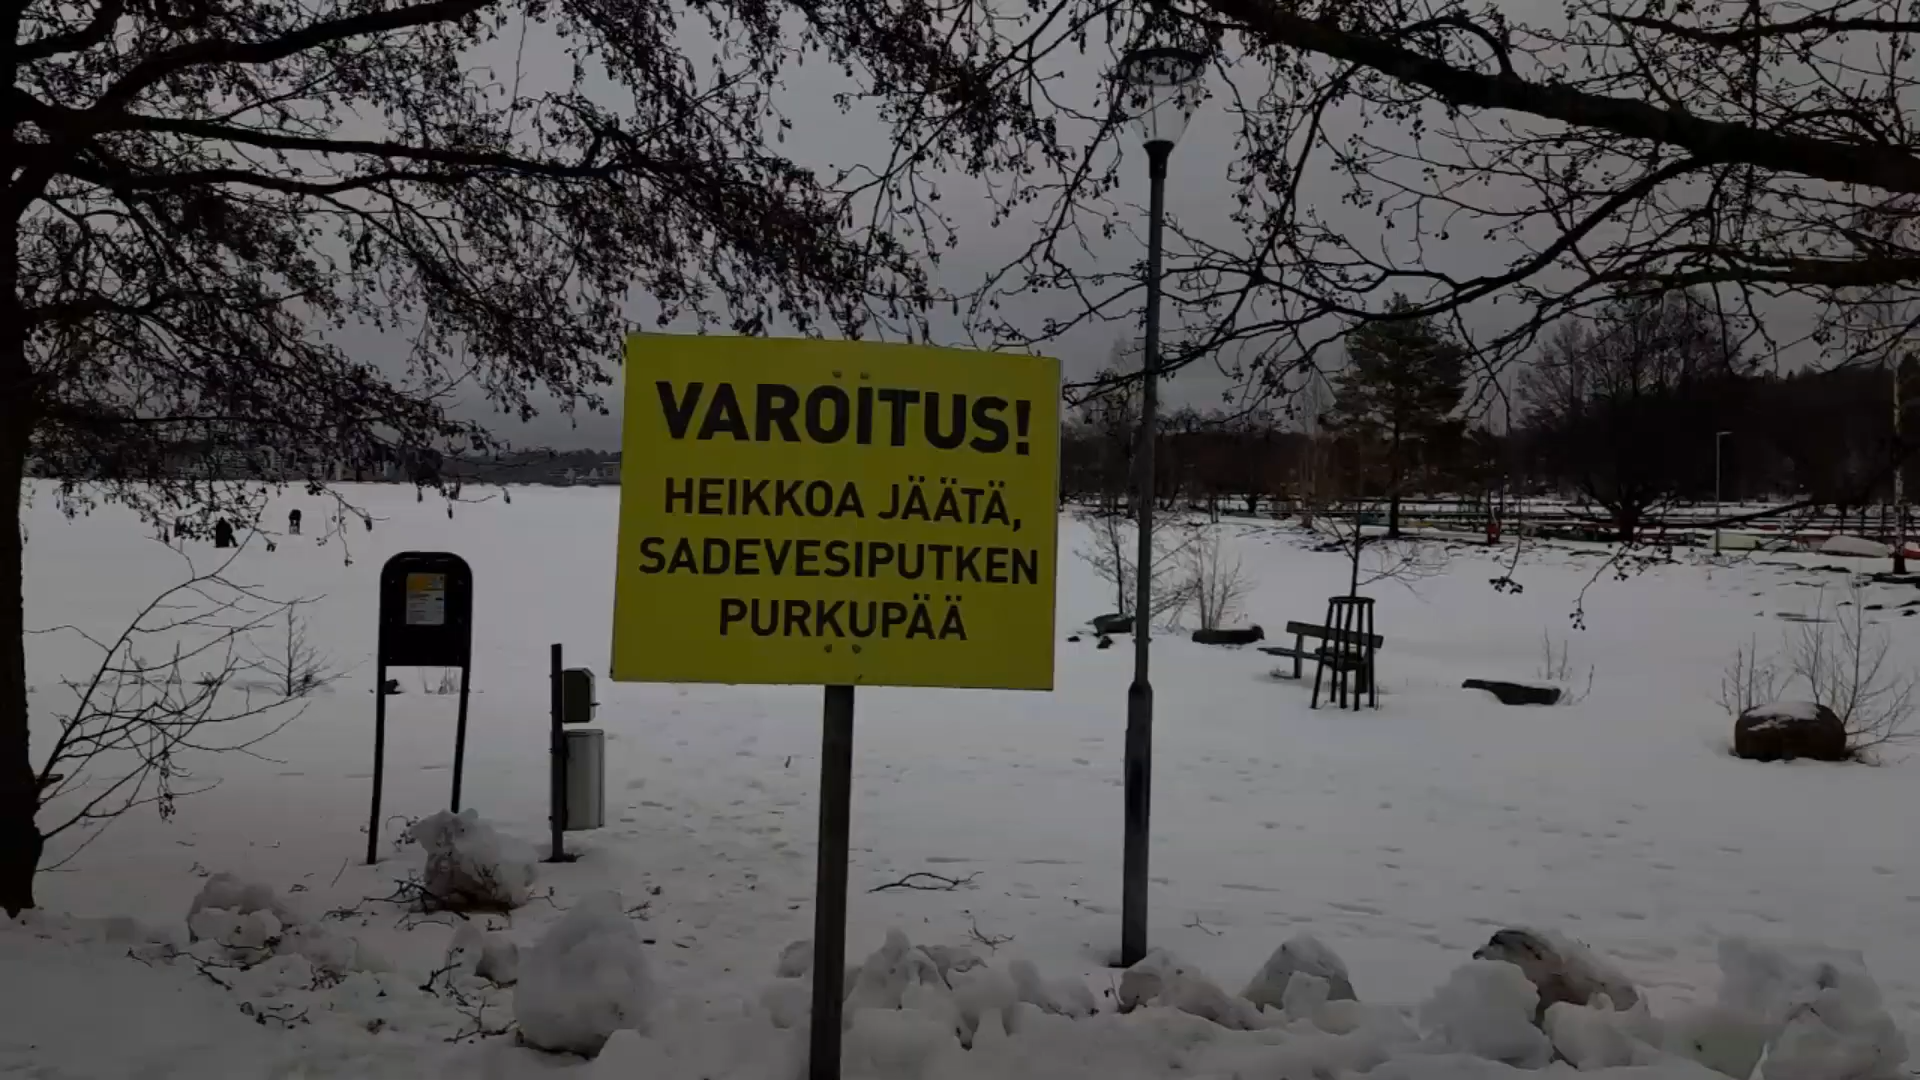 VAROITUS!
HEIKKOA JÄÄTÄ,
SADEVESIPUTKEN
PURKUPÄÄ